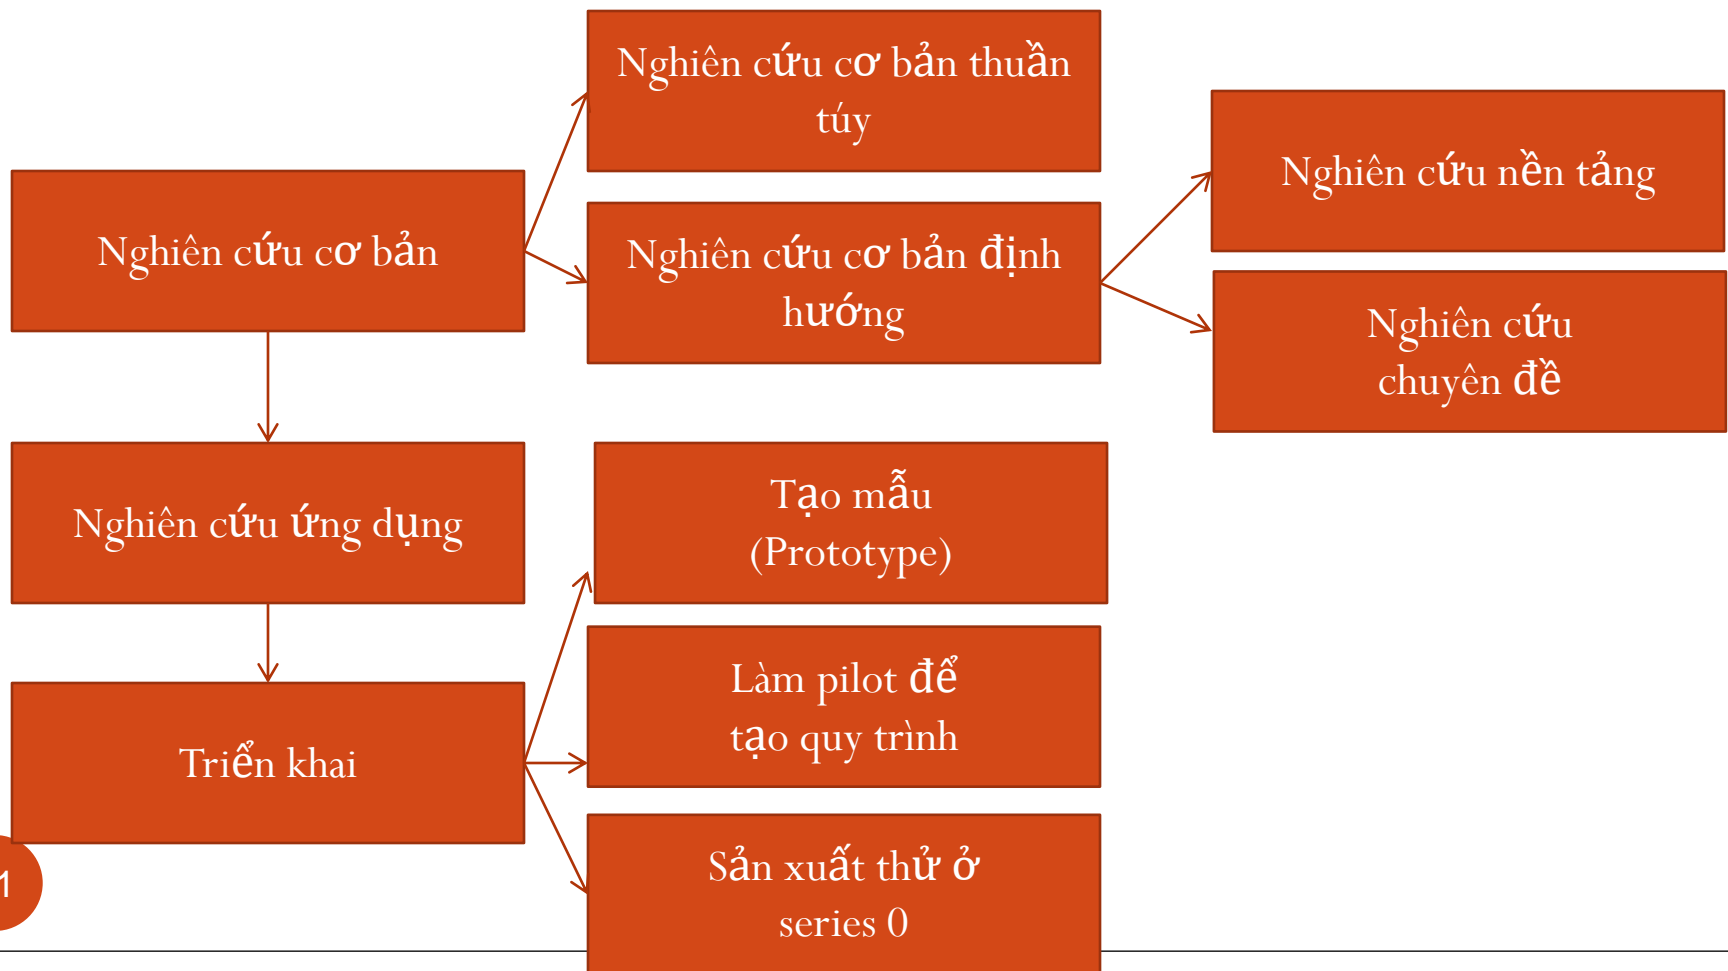 Nghiên cứu cơ bản thuần
túy
Nghiên cứu nền tảng
Nghiên cứu cơ bản
Nghiên cứu cơ bản định
hướng
Nghiên cứu
chuyên đề
Nghiên cứu ứng dụng
Tạo mẫu
(Prototype)
Làm pilot để
tạo quy trình
Triển khai
Sản xuất thử ở
series 0
1